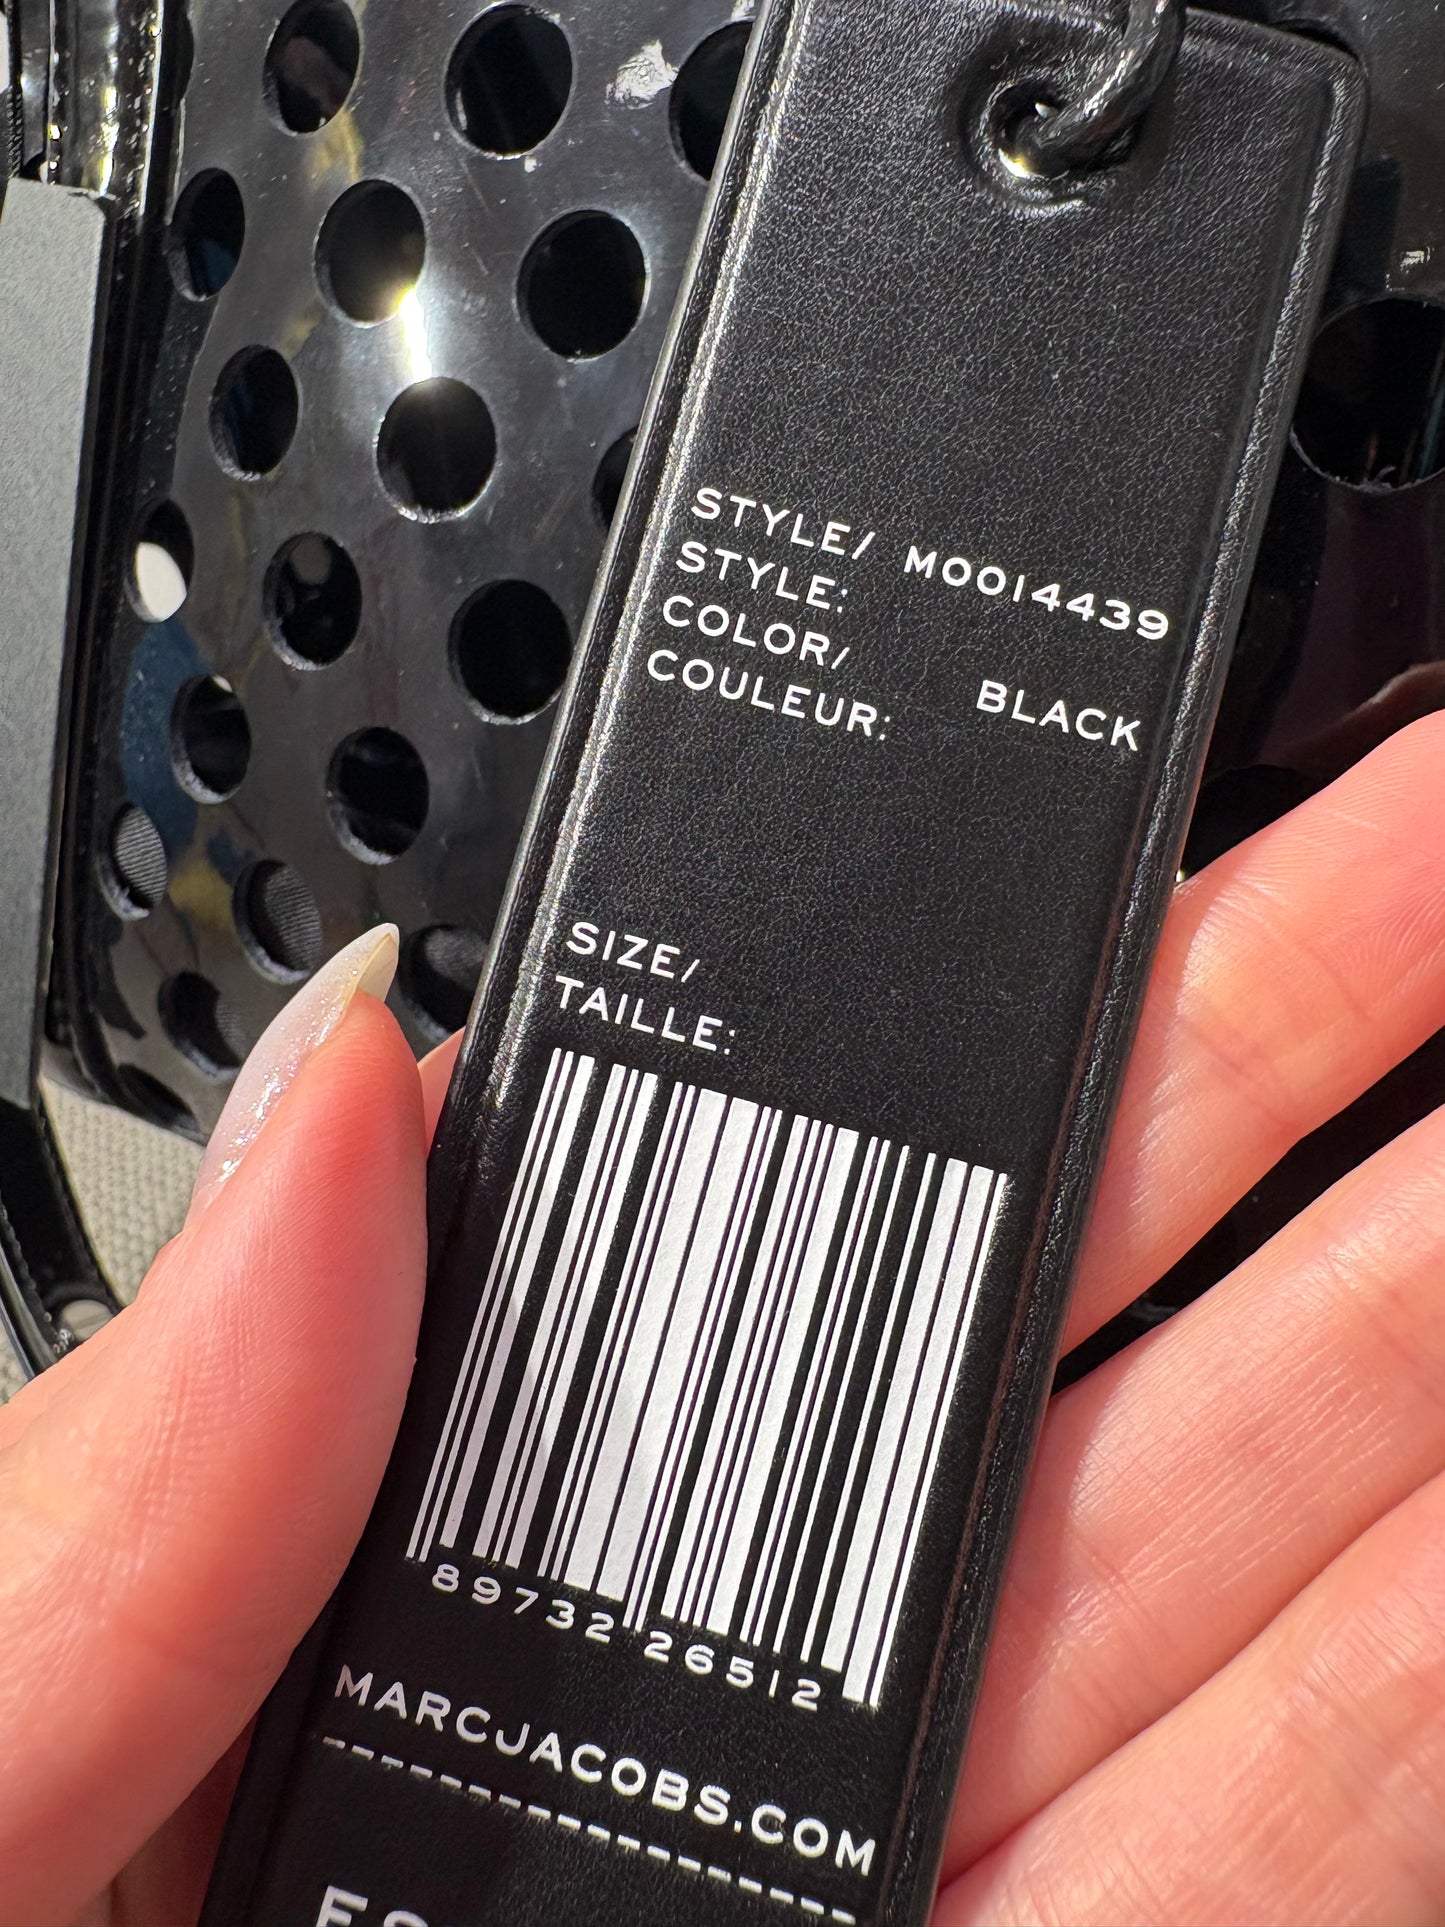 STYLE/ M0014439
STYLE:
COLOR/
COULEUR: BLACK
SIZE/
TAILLE:
89732 26512
MARCJACOBS.COM